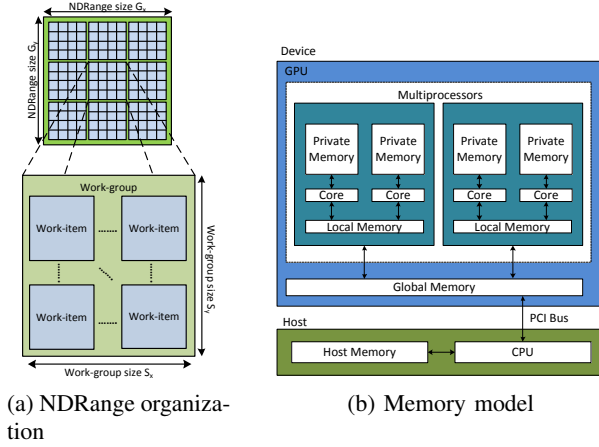 NDRange size Gx
NDRange size Gy
Work-group
Work-item ....... Work-item
Work-item ....... Work-item
Work-group size Sy
Work-group size Sx
(a) NDRange organiza-
tion
Device
GPU
Multiprocessors
Private Memory Private Memory Private Memory Private Memory
Core Core Core Core
Local Memory Local Memory
Global Memory
PCI Bus
Host
Host Memory CPU
(b) Memory model